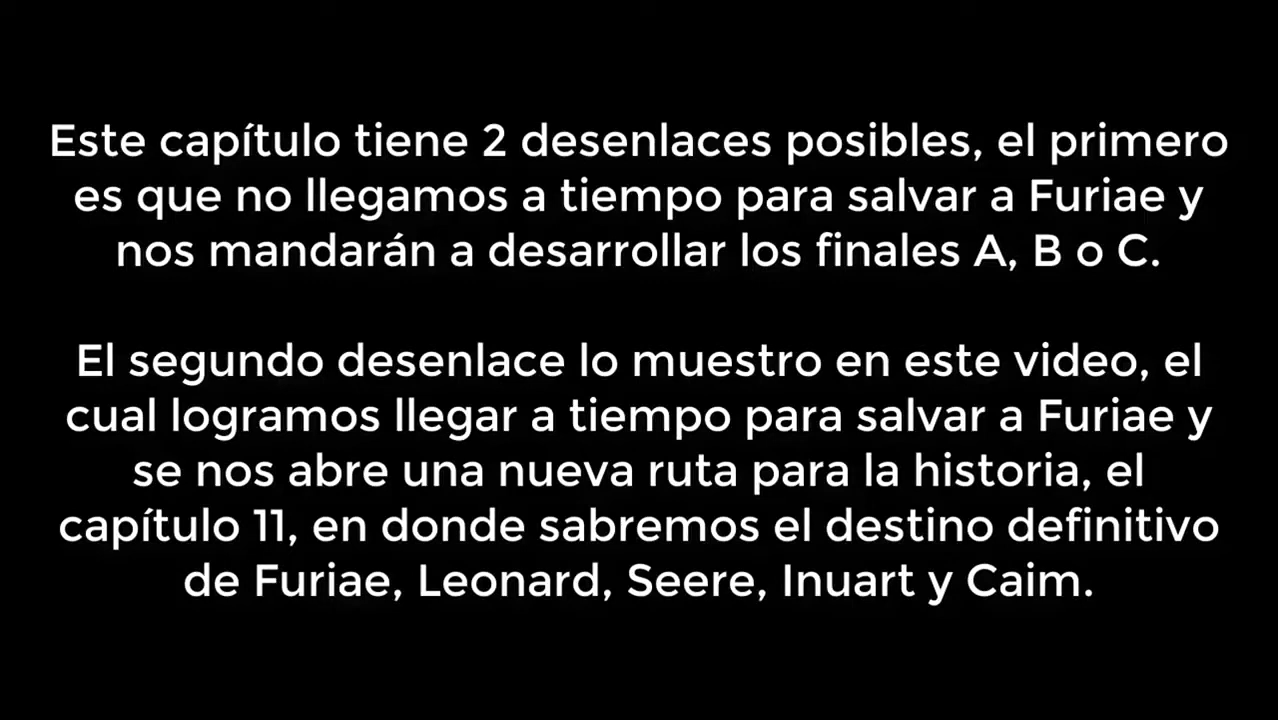 Este capítulo tiene 2 desenlaces posibles, el primero
es que no llegamos a tiempo para salvar a Furiae y
nos mandarán a desarrollar los finales A, B o C.
El segundo desenlace lo muestro en este video, el
cual logramos llegar a tiempo para salvar a Furiae y
se nos abre una nueva ruta para la historia, el
capítulo 11, en donde sabremos el destino definitivo
de Furiae, Leonard, Seere, Inuart y Caim.